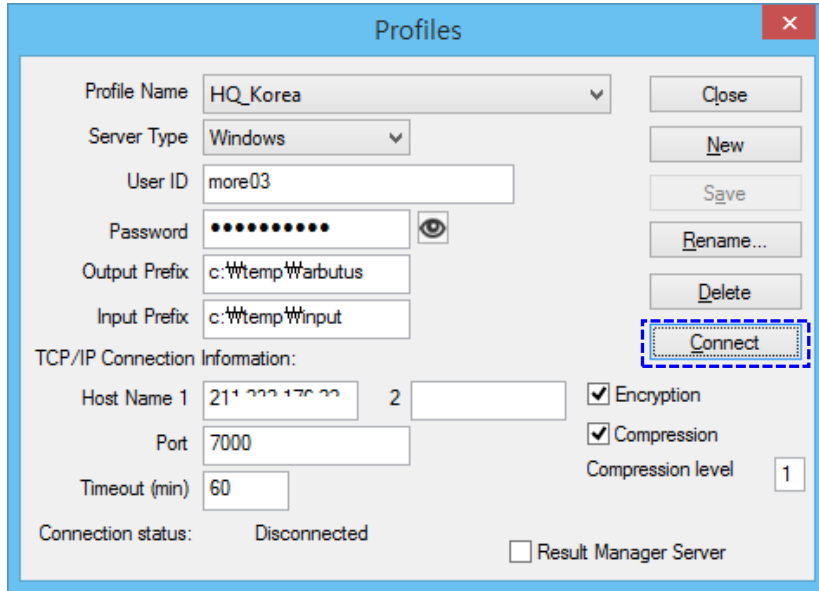 Profiles
Profile Name HQ_Korea Close
Server Type Windows New
User ID more03 Save
Password ●●●●●●●●●● Rename...
Output Prefix c:₩temp₩arbutus Delete
Input Prefix c:₩temp₩input Connect
TCP/IP Connection Information:
Host Name 1 2 Encryption
Port 7000 Compression
Timeout (min) 60 Compression level 1
Connection status: Disconnected
Result Manager Server